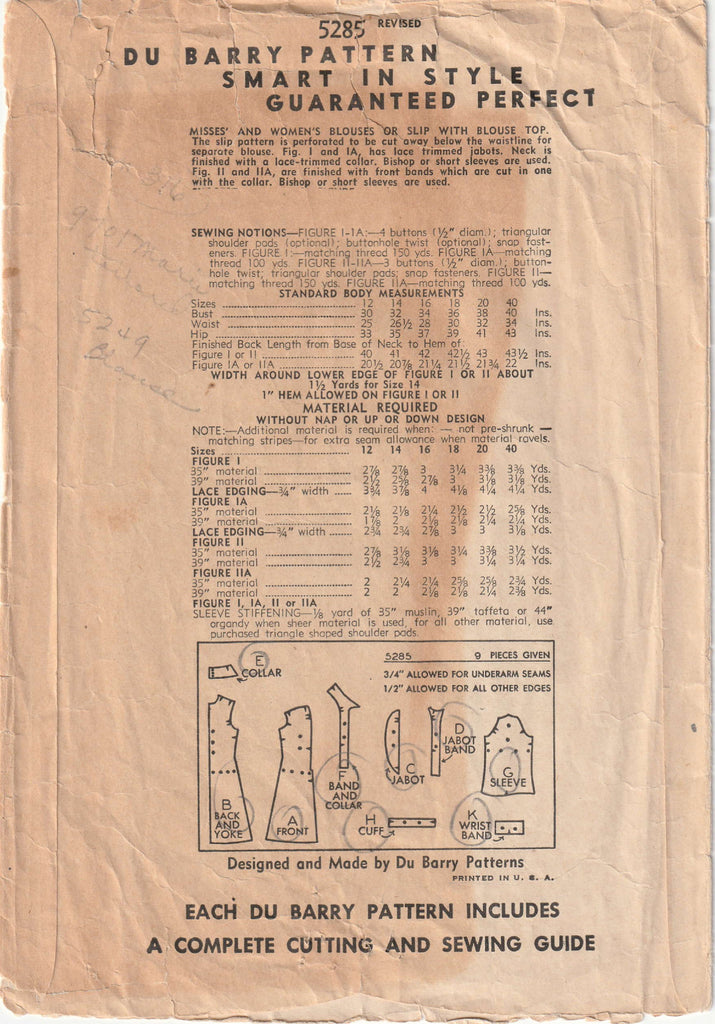 5285 REVISED
DU BARRY PATTERN
SMART IN STYLE
GUARANTEED PERFECT
MISSES' AND WOMEN'S BLOUSES OR SLIP WITH BLOUSE TOP.
The slip pattern is perforated to be cut away below the waistline for
separate blouse. Fig. I and IA, has lace trimmed jabots. Neck is
finished with a lace-trimmed collar. Bishop or short sleeves are used.
Fig. II and IIA, are finished with front bands which are cut in one
with the collar. Bishop or short sleeves are used.
SEWING NOTIONS—FIGURE I-IA:—4 buttons (½" diam.); triangular
shoulder pads (optional); buttonhole twist (optional); snap fast-
eners. FIGURE I:—matching thread 150 yds. FIGURE IA—matching
thread 100 yds. FIGURE II-IIA—3 buttons (½" diam.); button-
hole twist; triangular shoulder pads; snap fasteners. FIGURE II—
matching thread 150 yds. FIGURE IIA—matching thread 100 yds.
STANDARD BODY MEASUREMENTS
Sizes 12 14 16 18 20 40
Bust 30 32 34 36 38 40 Ins.
Waist 25 26½ 28 30 32 34 Ins.
Hip 33 35 37 39 41 43 Ins.
Finished Back Length from Base of Neck to Hem of:
Figure I or II 40 41 42 42½ 43 43½ Ins.
Figure IA or IIA 20½ 20⅞ 21¼ 21½ 21¾ 22 Ins.
WIDTH AROUND LOWER EDGE OF FIGURE I OR II ABOUT
1½ Yards for Size 14
1" HEM ALLOWED ON FIGURE I OR II
MATERIAL REQUIRED
WITHOUT NAP OR UP OR DOWN DESIGN
NOTE:—Additional material is required when: — not pre-shrunk —
matching stripes—for extra seam allowance when material ravels.
Sizes 12 14 16 18 20 40
FIGURE I
35" material 2⅞ 2⅞ 3 3¼ 3⅜ 3⅜ Yds.
39" material 2½ 2⅝ 2⅞ 3 3⅛ 3⅛ Yds.
LACE EDGING—¾" width 3¾ 3⅞ 4 4⅛ 4¼ 4¼ Yds.
FIGURE IA
35" material 2⅛ 2⅛ 2¼ 2½ 2½ 2⅝ Yds.
39" material 1⅞ 2 2⅛ 2⅛ 2¼ 2¼ Yds.
LACE EDGING—¾" width 2¾ 2¾ 2⅞ 3 3 3⅛ Yds.
FIGURE II
35" material 2⅞ 3⅛ 3⅛ 3¼ 3⅜ 3½ Yds.
39" material 2½ 2¾ 3 3 3¼ 3¼ Yds.
FIGURE IIA
35" material 2 2¼ 2¼ 2⅝ 2⅝ 2¾ Yds.
39" material 2 2 2⅛ 2⅛ 2¼ 2⅜ Yds.
FIGURE I, IA, II or IIA
SLEEVE STIFFENING—⅛ yard of 35" muslin, 39" taffeta or 44"
organdy when sheer material is used, for all other material, use
purchased triangle shaped shoulder pads.
5285 9 PIECES GIVEN
3/4" ALLOWED FOR UNDERARM SEAMS
1/2" ALLOWED FOR ALL OTHER EDGES
E
COLLAR
B
BACK
AND
YOKE
A
FRONT
F
BAND
AND
COLLAR
C
JABOT
D
JABOT
BAND
G
SLEEVE
H
CUFF
K
WRIST
BAND
Designed and Made by Du Barry Patterns
PRINTED IN U. S. A.
EACH DU BARRY PATTERN INCLUDES
A COMPLETE CUTTING AND SEWING GUIDE
5249
Blouse